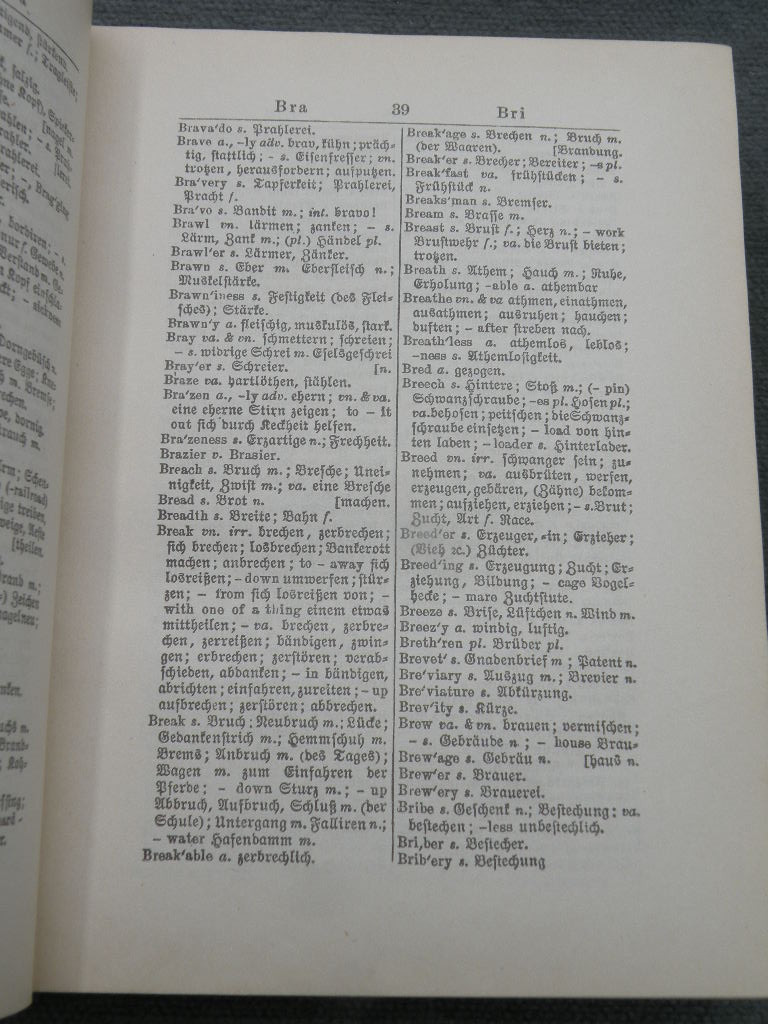 Bra 39 Bri
Brava'do s. Prahlerei.
Brave a., -ly adv. brav, kühn; präch-
tig, stattlich; - s. Eisenfresser; vn.
trotzen, herausfordern; aufputzen.
Bra'very s. Tapferkeit; Prahlerei,
Pracht f.
Bra'vo s. Bandit m.; int. bravo!
Brawl vn. lärmen; zanken; - s.
Lärm, Zank m.; (pl.) Händel pl.
Brawl'er s. Lärmer, Zänker.
Brawn s. Eber m. Eberfleisch n.;
Muskelstärke.
Brawn'iness s. Festigkeit (des Flei-
sches); Stärke.
Brawn'y a. fleischig, muskulös, stark.
Bray va. & vn. schmettern; schreien;
- s. widrige Schrei m. Eselsgeschrei
Bray'er s. Schreier. [n.
Braze va. hartlöthen, stählen.
Bra'zen a., -ly adv. ehern; vn. & va.
eine eherne Stirn zeigen; to - it
out sich durch Keckheit helfen.
Bra'zeness s. Erzartige n.; Frechheit.
Brazier v. Brasier.
Breach s. Bruch m.; Bresche; Unei-
nigkeit, Zwist m.; va. eine Bresche
Bread s. Brot n. [machen.
Breadth s. Breite; Bahn f.
Break vn. irr. brechen, zerbrechen;
sich brechen; losbrechen; Bankerott
machen; anbrechen; to - away sich
losreißen; - down umwerfen; stür-
zen; - from sich losreißen von; -
with one of a thing einem etwas
mittheilen; - va. brechen, zerbre-
chen, zerreißen; bändigen, zwin-
gen; erbrechen; zerstören; verab-
schieden, abdanken; - in bändigen,
abrichten; einfahren, zureiten; - up
aufbrechen; zerstören; abbrechen.
Break s. Bruch; Neubruch m.; Lücke;
Gedankenstrich m.; Hemmschuh m.
Brems; Anbruch m. (des Tages);
Wagen m. zum Einfahren der
Pferde; - down Sturz m.; - up
Abbruch, Aufbruch, Schluß m. (der
Schule); Untergang m. Falliren n.;
- water Hafendamm m.
Break'able a. zerbrechlich.
Break'age s. Brechen n.; Bruch m.
(der Waaren). [Brandung.
Break'er s. Brecher; Bereiter; -s pl.
Break'fast va. frühstücken; - s.
Frühstück n.
Breaks'man s. Bremser.
Bream s. Brasse m.
Breast s. Brust f.; Herz n.; - work
Brustwehr f.; va. die Brust bieten;
trotzen.
Breath s. Athem; Hauch m.; Ruhe,
Erholung; -able a. athembar
Breathe vn. & va athmen, einathmen,
ausathmen; ausruhen; hauchen;
duften; - after streben nach.
Breath'less a. athemlos, leblos;
-ness s. Athemlosigkeit.
Bred a. gezogen.
Breech s. Hintere; Stoß m.; (- pin)
Schwanzschraube; -es pl. Hosen pl.;
va. behosen; peitschen; die Schwanz-
schraube einsetzen; - load von hin-
ten laden; - loader s. Hinterlader.
Breed vn. irr. schwanger sein; zu-
nehmen; va. ausbrüten, werfen,
erzeugen, gebären, (Zähne) bekom-
men; aufziehen, erziehen; - s. Brut;
Zucht, Art f. Race.
Breed'er s. Erzeuger, -in; Erzieher;
(Vieh ꝛc.) Züchter.
Breed'ing s. Erzeugung; Zucht; Er-
ziehung, Bildung; - cage Vogel-
hecke; - mare Zuchtstute.
Breeze s. Brise, Lüftchen n. Wind m.
Breez'y a. windig, luftig.
Breth'ren pl. Brüder pl.
Brevet' s. Gnadenbrief m; Patent n.
Bre'viary s. Auszug m.; Brevier n.
Bre'viature s. Abkürzung.
Brev'ity s. Kürze.
Brew va. & vn. brauen; vermischen;
- s. Gebräude n.; - house Brau-
Brew'age s. Gebräu n. [haus n.
Brew'er s. Brauer.
Brew'ery s. Brauerei.
Bribe s. Geschenk n.; Bestechung: va.
bestechen; -less unbestechlich.
Bri,ber s. Bestecher.
Brib'ery s. Bestechung